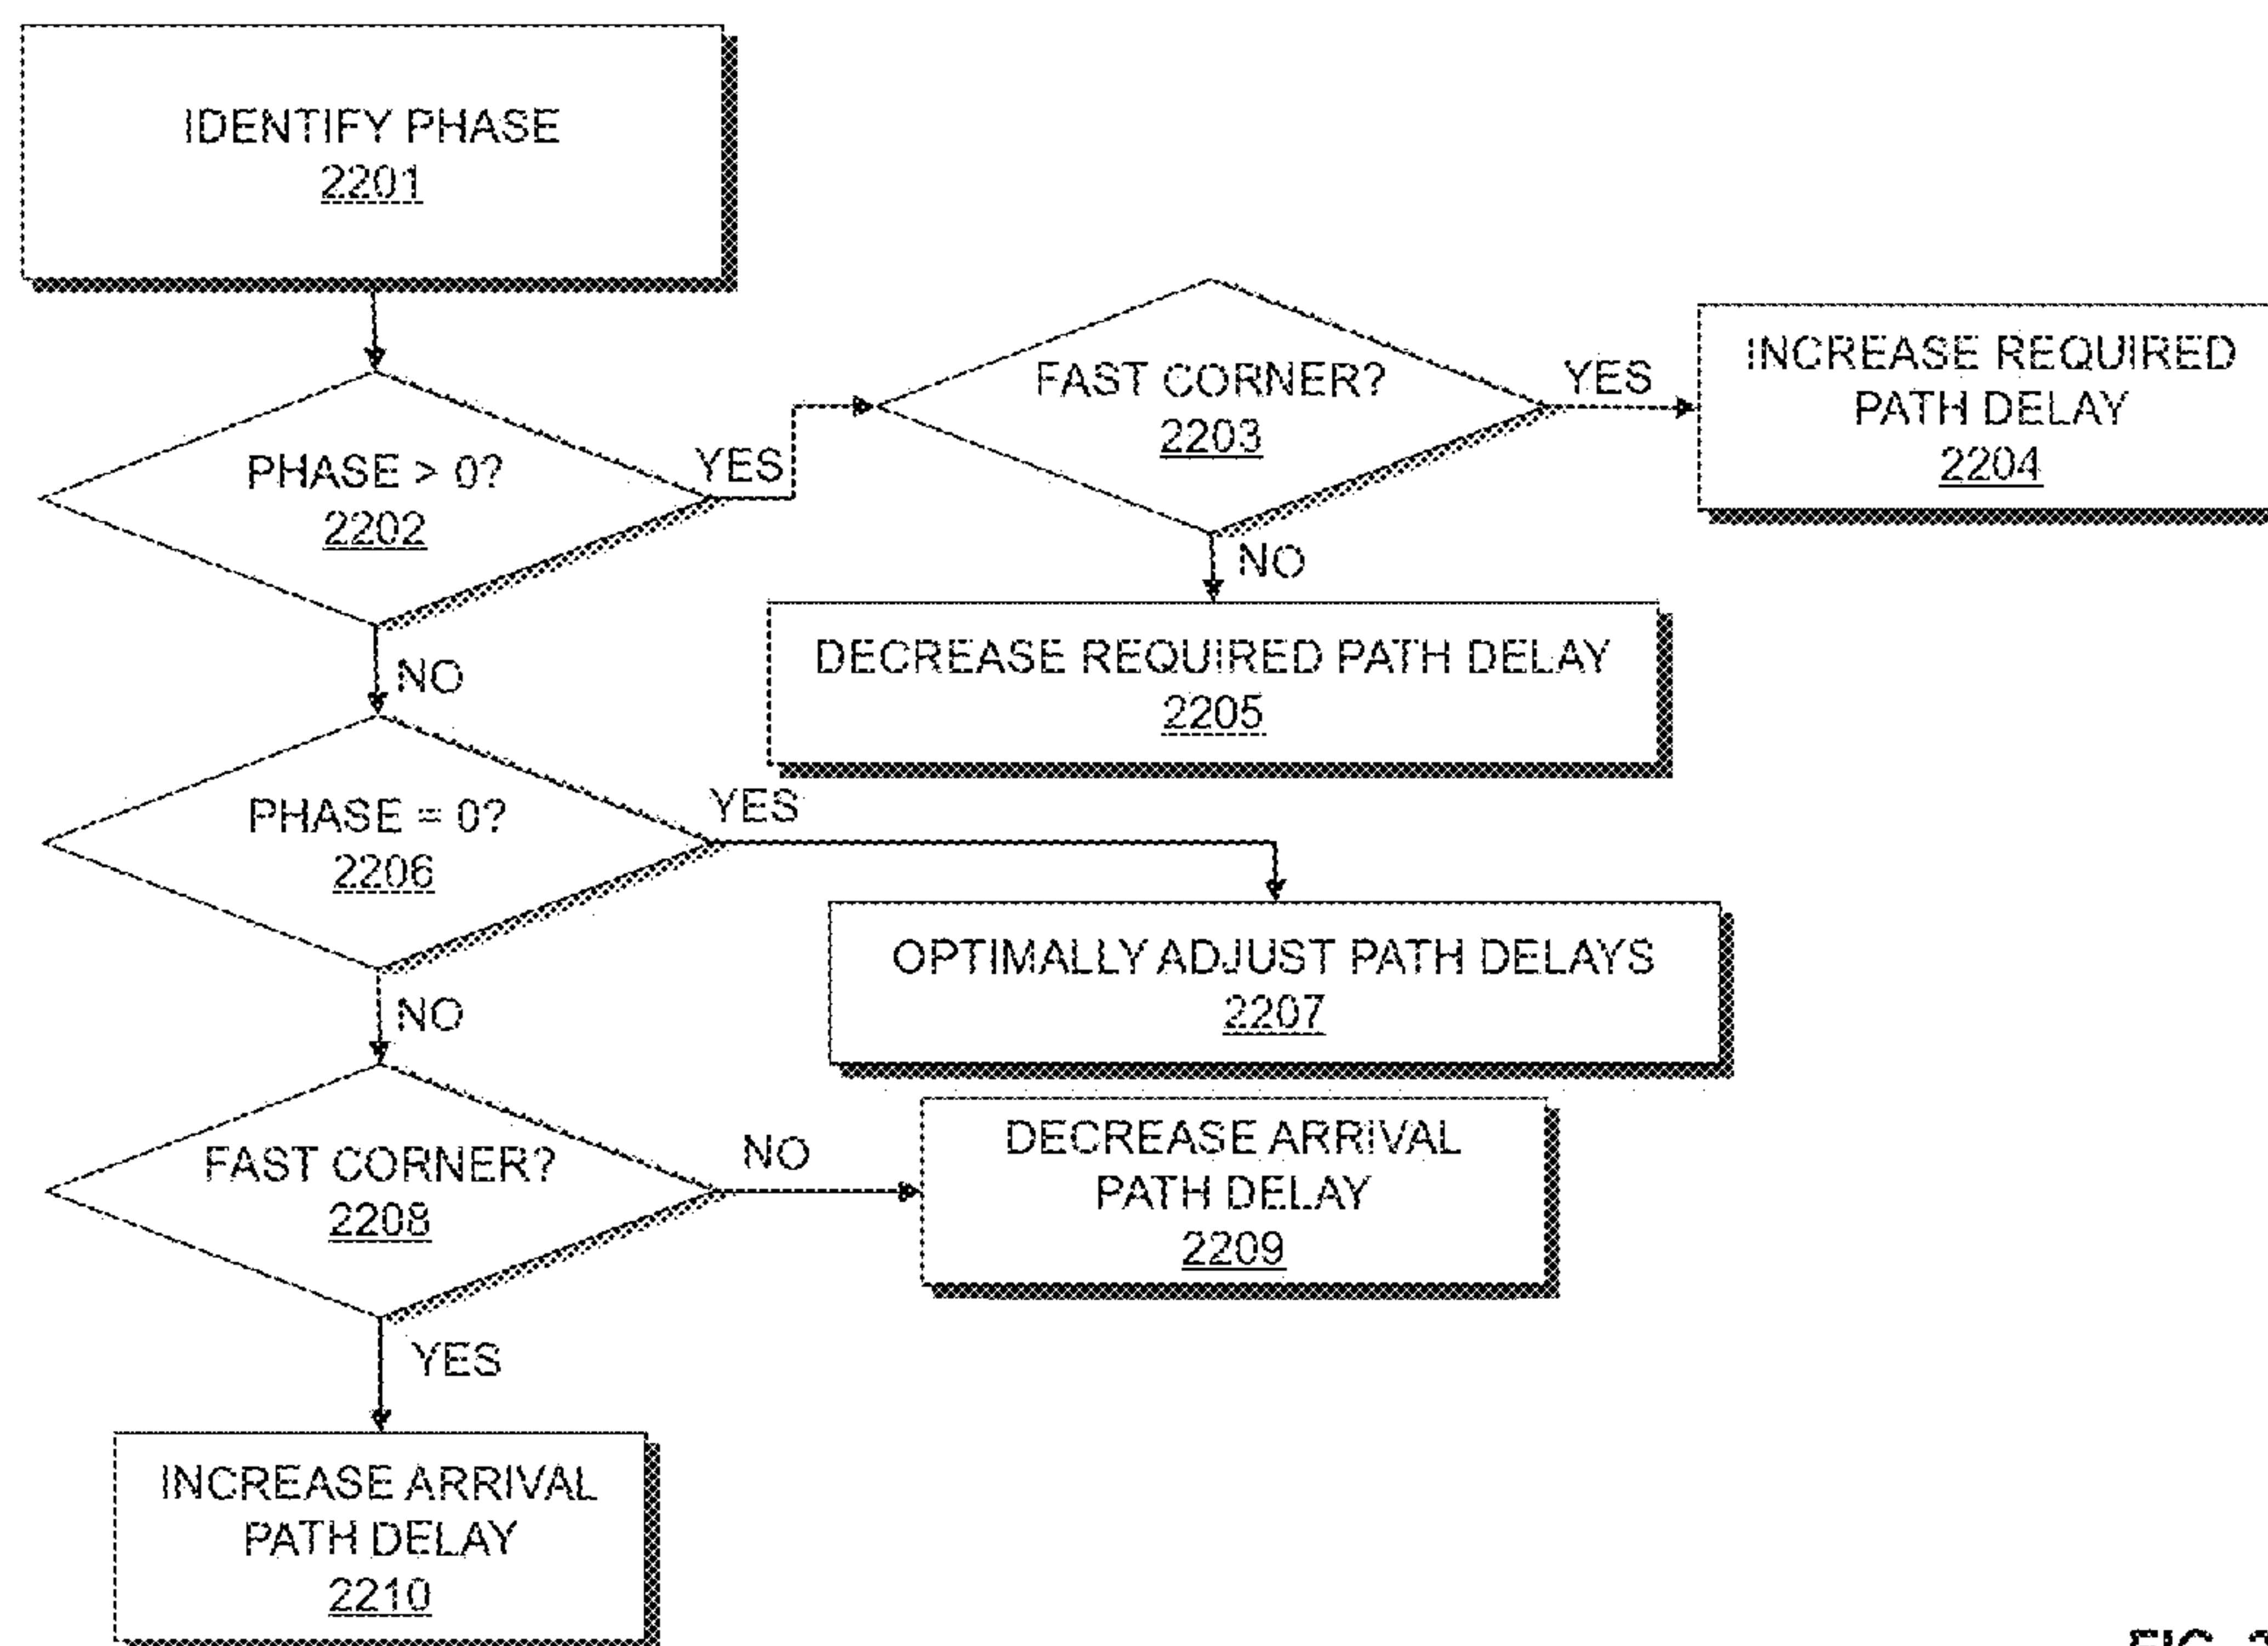 IDENTIFY PHASE
2201
PHASE > 0?
2202
YES
NO
FAST CORNER?
2203
YES
NO
INCREASE REQUIRED
PATH DELAY
2204
DECREASE REQUIRED PATH DELAY
2205
PHASE = 0?
2206
YES
NO
OPTIMALLY ADJUST PATH DELAYS
2207
FAST CORNER?
2208
NO
YES
DECREASE ARRIVAL
PATH DELAY
2209
INCREASE ARRIVAL
PATH DELAY
2210
FIG.